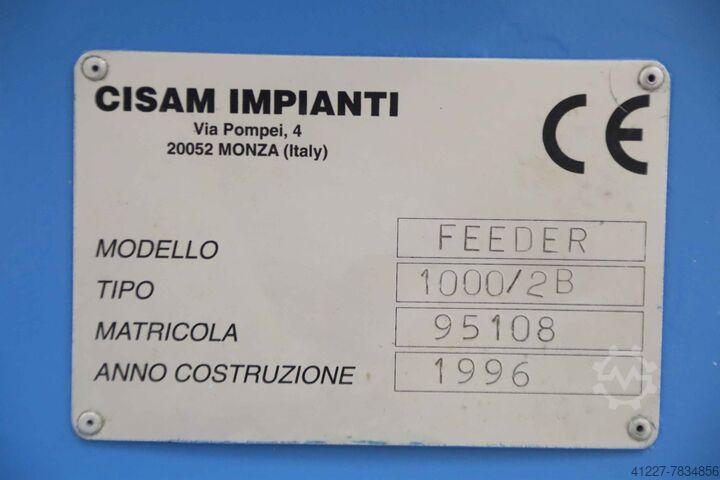 CISAM IMPIANTI
Via Pompei, 4
20052 MONZA (Italy)
CE
MODELLO FEEDER
TIPO 1000/2B
MATRICOLA 95108
ANNO COSTRUZIONE 1996
41227-7834856